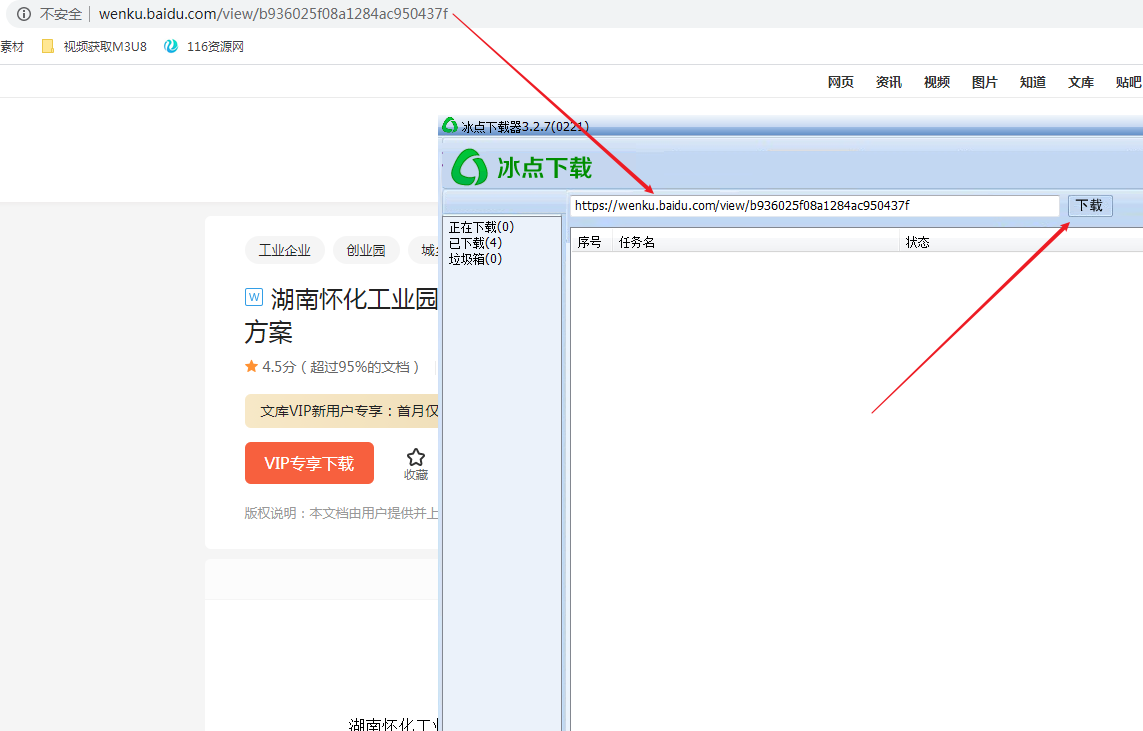 不安全 wenku.baidu.com/view/b936025f08a1284ac950437f
素材 视频获取M3U8 116资源网
网页 资讯 视频 图片 知道 文库 贴吧
冰点下载器3.2.7(0221)
冰点下载
https://wenku.baidu.com/view/b936025f08a1284ac950437f 下载
正在下载(0)
已下载(4)
垃圾箱(0)
序号 任务名 状态
工业企业 创业园 城乡
W 湖南怀化工业园
方案
4.5分 ( 超过95%的文档 )
文库VIP新用户专享：首月仅
VIP专享下载
收藏
版权说明：本文档由用户提供并上
湖南怀化工业